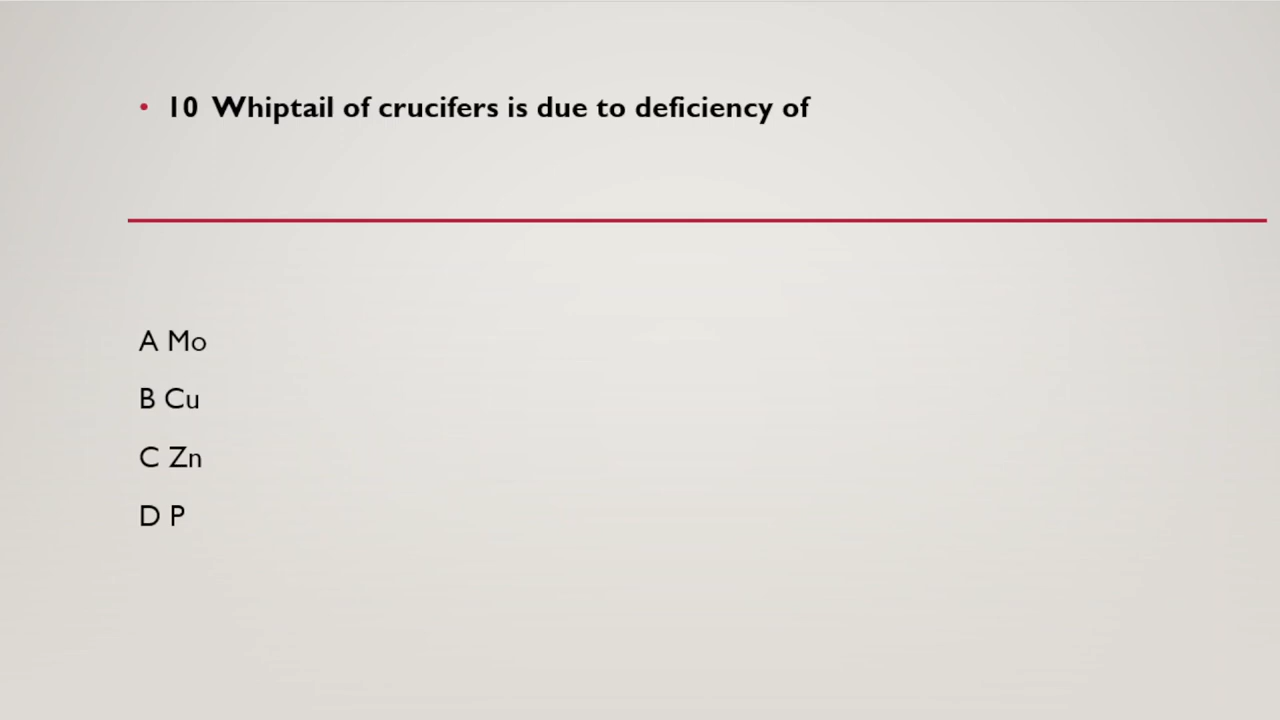 • 10 Whiptail of crucifers is due to deficiency of
A Mo
B Cu
C Zn
D P